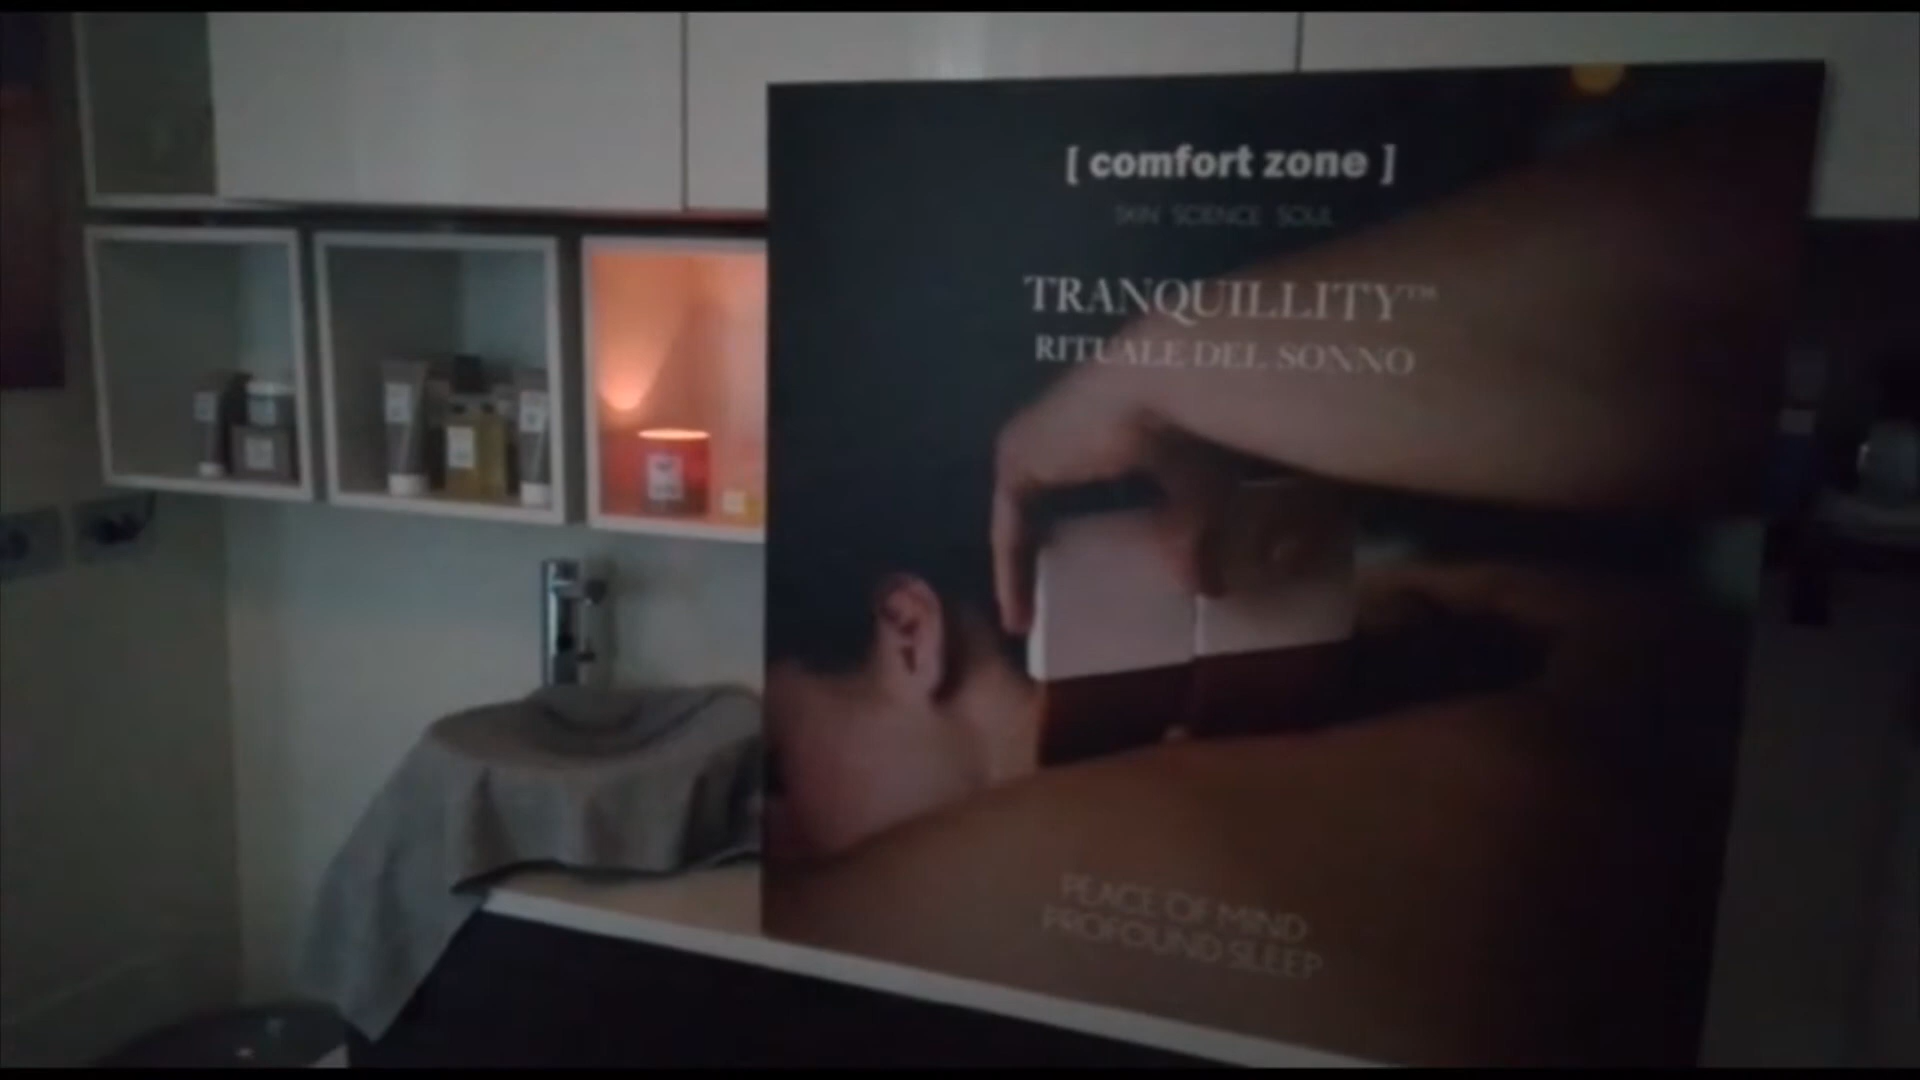 [ comfort zone ]
SKIN SCIENCE SOUL
TRANQUILLITY™
RITUALE DEL SONNO
PEACE OF MIND
PROFOUND SLEEP